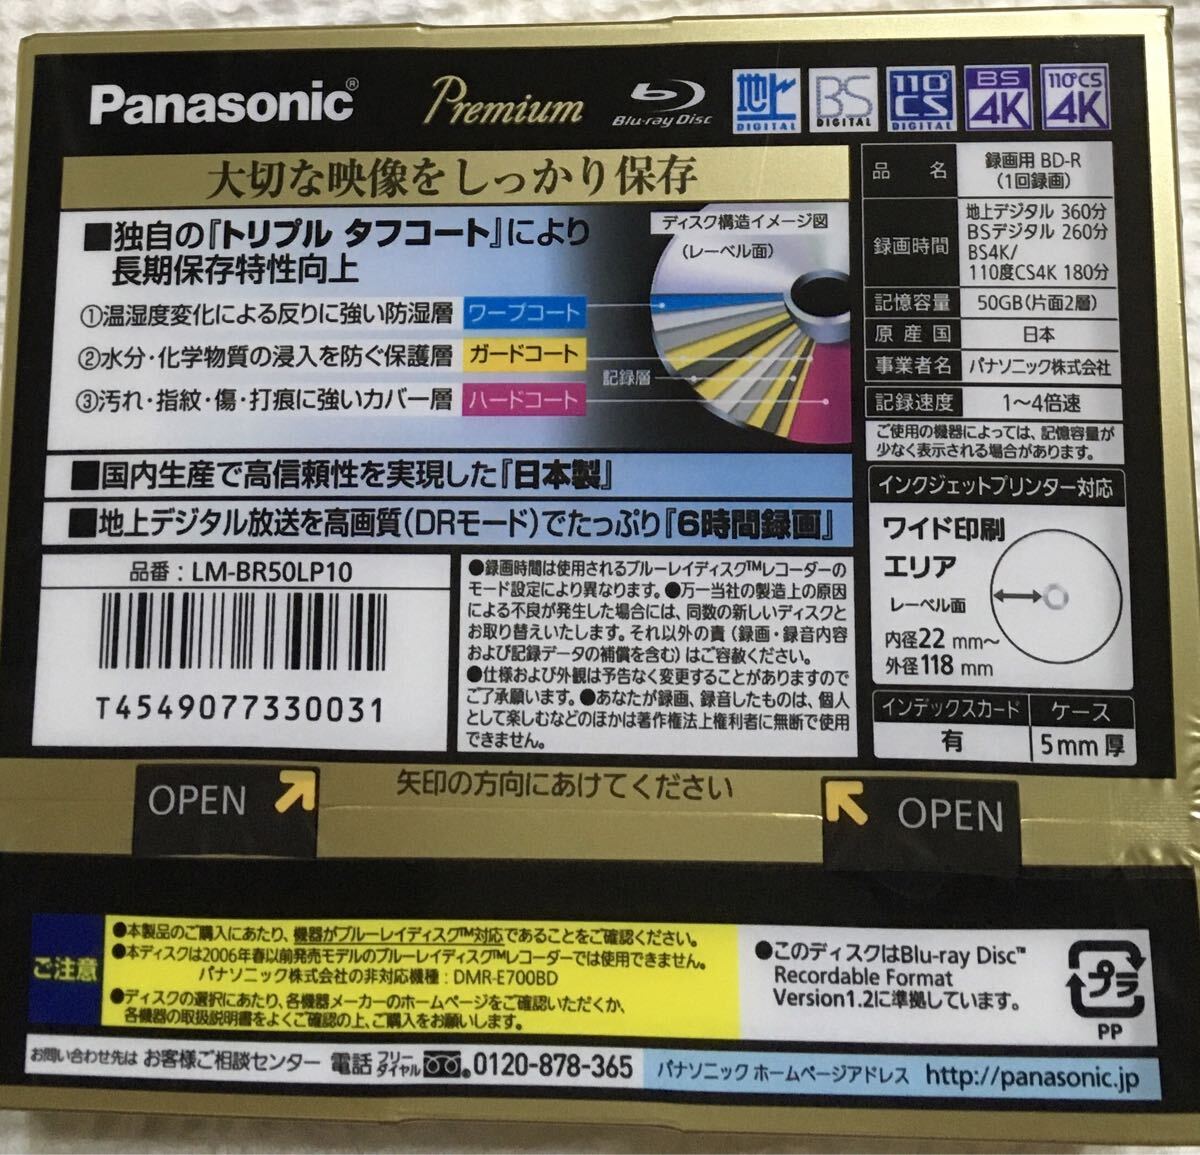 Panasonic®
Premium
Blu-ray Disc
地上 DIGITAL
BS DIGITAL
110°CS DIGITAL
BS 4K
110°CS 4K
大切な映像をしっかり保存
■独自の『トリプル タフコート』により
長期保存特性向上
①温湿度変化による反りに強い防湿層 ワープコート
②水分・化学物質の浸入を防ぐ保護層 ガードコート
③汚れ・指紋・傷・打痕に強いカバー層 ハードコート
ディスク構造イメージ図
(レーベル面)
記録層
■国内生産で高信頼性を実現した『日本製』
■地上デジタル放送を高画質(DRモード)でたっぷり『6時間録画』
品名 録画用 BD-R
(1回録画)
録画時間 地上デジタル 360分
BSデジタル 260分
BS4K/
110度CS4K 180分
記憶容量 50GB(片面2層)
原産国 日本
事業者名 パナソニック株式会社
記録速度 1〜4倍速
ご使用の機器によっては、記憶容量が
少なく表示される場合があります。
インクジェットプリンター対応
ワイド印刷
エリア
レーベル面
内径22 mm〜
外径118 mm
インデックスカード ケース
有 5mm厚
品番：LM-BR50LP10
T4549077330031
●録画時間は使用されるブルーレイディスク™レコーダーの
モード設定により異なります。●万一当社の製造上の原因
による不良が発生した場合には、同数の新しいディスクと
お取り替えいたします。それ以外の責(録画・録音内容
および記録データの補償を含む)はご容赦ください。
●仕様および外観は予告なく変更することがありますので
ご了承願います。●あなたが録画、録音したものは、個人
として楽しむなどのほかは著作権法上権利者に無断で使用
できません。
OPEN
矢印の方向にあけてください
OPEN
ご注意
●本製品のご購入にあたり、機器がブルーレイディスク™対応であることをご確認ください。
●本ディスクは2006年春以前発売モデルのブルーレイディスク™レコーダーでは使用できません。
パナソニック株式会社の非対応機種：DMR-E700BD
●ディスクの選択にあたり、各機器メーカーのホームページをご確認いただくか、
各機器の取扱説明書をよくご確認の上、ご購入をお願いします。
●このディスクはBlu-ray Disc™
Recordable Format
Version1.2に準拠しています。
プラ
PP
お問い合わせ先は お客様ご相談センター 電話 フリーダイヤル 0120-878-365
パナソニック ホームページアドレス http://panasonic.jp